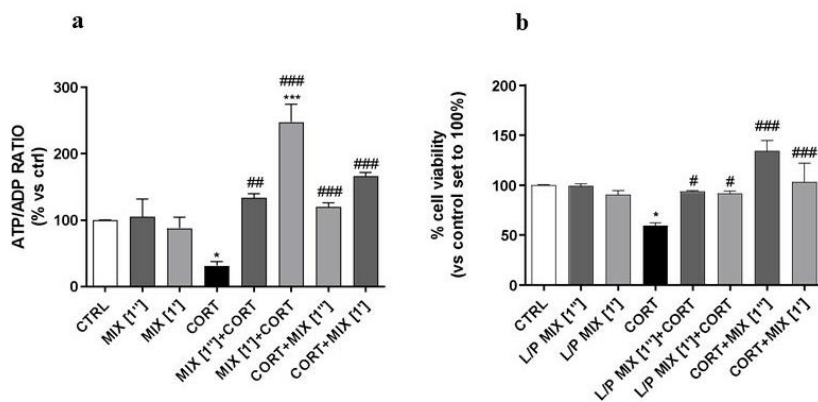 a
ATP/ADP RATIO
(% vs ctrl)
300
200
100
0
*
##
###
***
###
###
CTRL
MIX [1'']
MIX [1']
CORT
MIX [1'']+CORT
MIX [1']+CORT
CORT+MIX [1'']
CORT+MIX [1']
b
% cell viability
(vs control set to 100%)
200
150
100
50
0
*
#
#
###
###
CTRL
L/P MIX [1'']
L/P MIX [1']
CORT
L/P MIX [1'']+CORT
L/P MIX [1']+CORT
CORT+MIX [1'']
CORT+MIX [1']